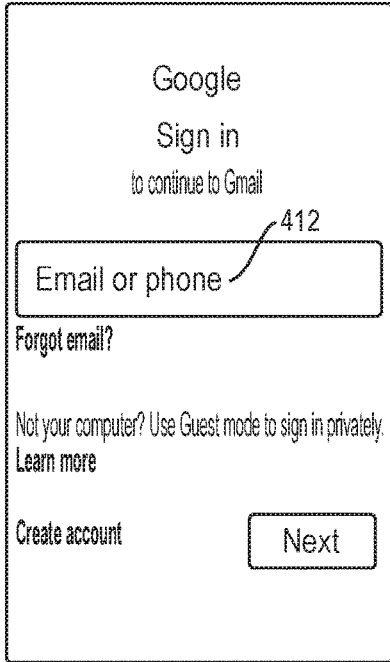 Google
Sign in
to continue to Gmail
412
Email or phone
Forgot email?
Not your computer? Use Guest mode to sign in privately.
Learn more
Create account
Next